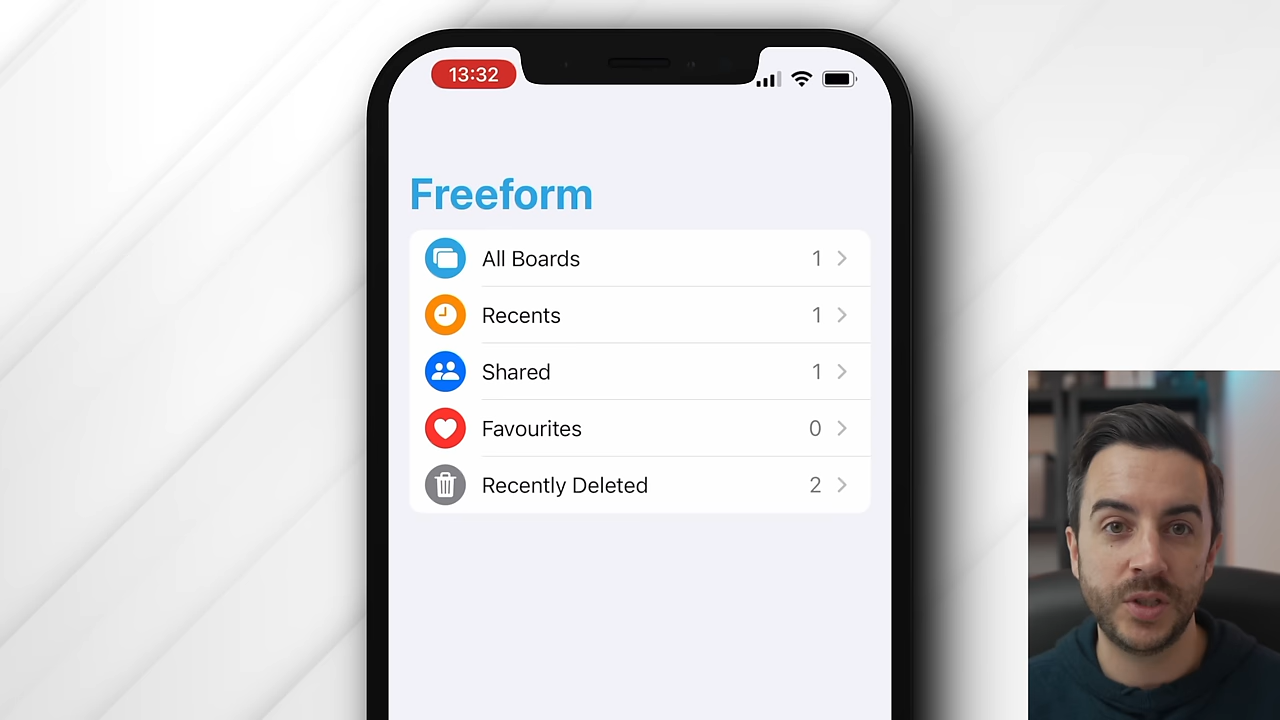 13:32
Freeform
All Boards 1
Recents 1
Shared 1
Favourites 0
Recently Deleted 2